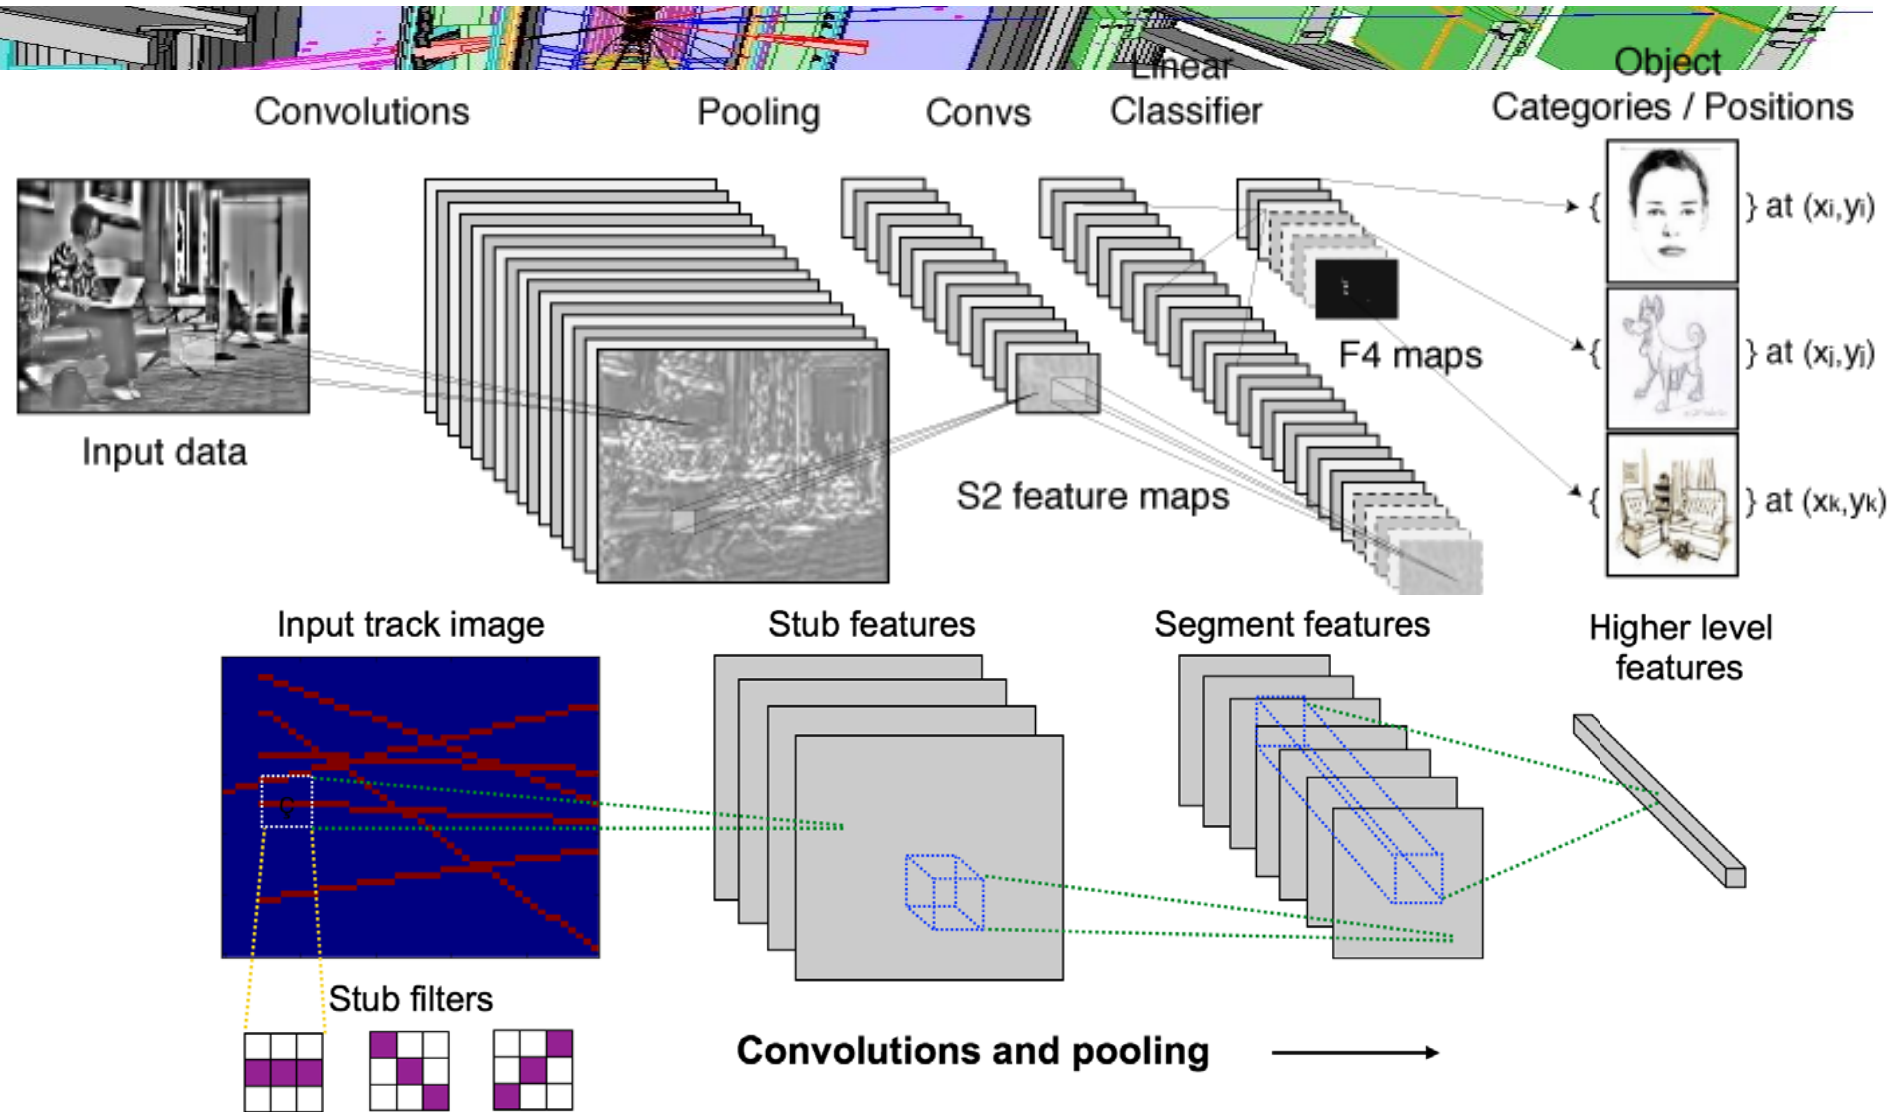 Convolutions
Pooling
Convs
Linear
Classifier
Object
Categories / Positions
{ } at (xi,yi)
{ } at (xj,yj)
{ } at (xk,yk)
Input data
S2 feature maps
F4 maps
Input track image
Stub features
Segment features
Higher level
features
Stub filters
Convolutions and pooling